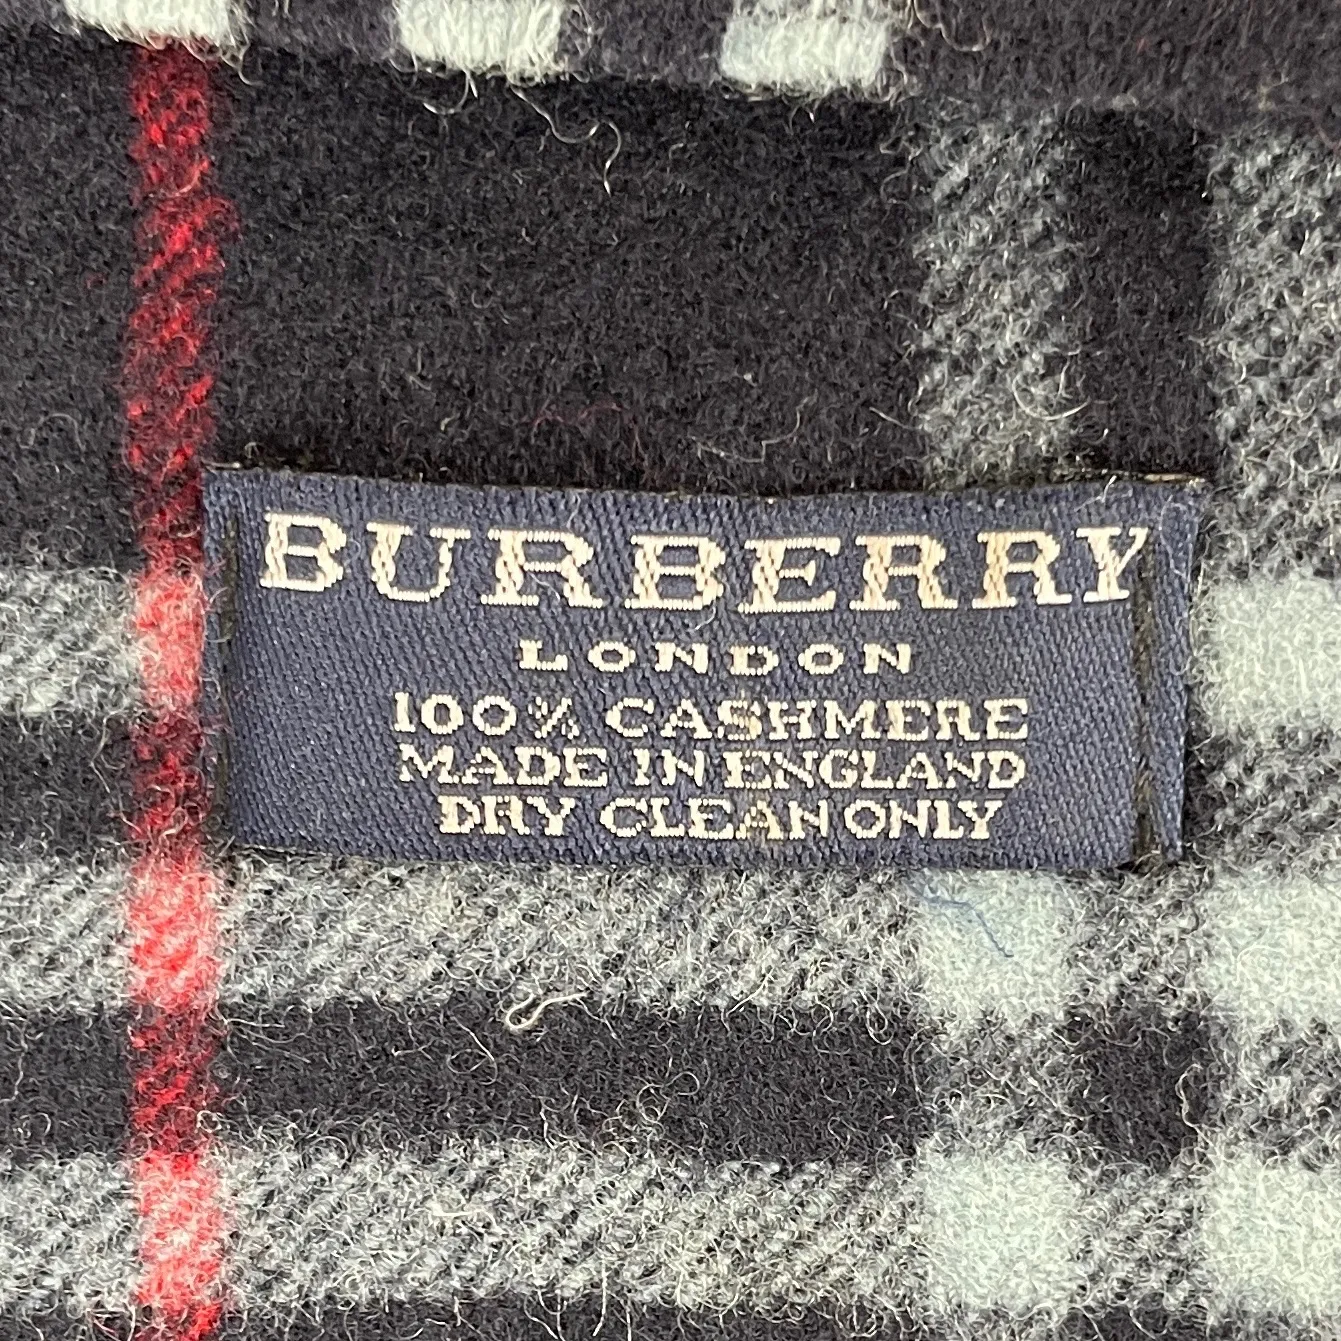 BURBERRY
LONDON
100% CASHMERE
MADE IN ENGLAND
DRY CLEAN ONLY